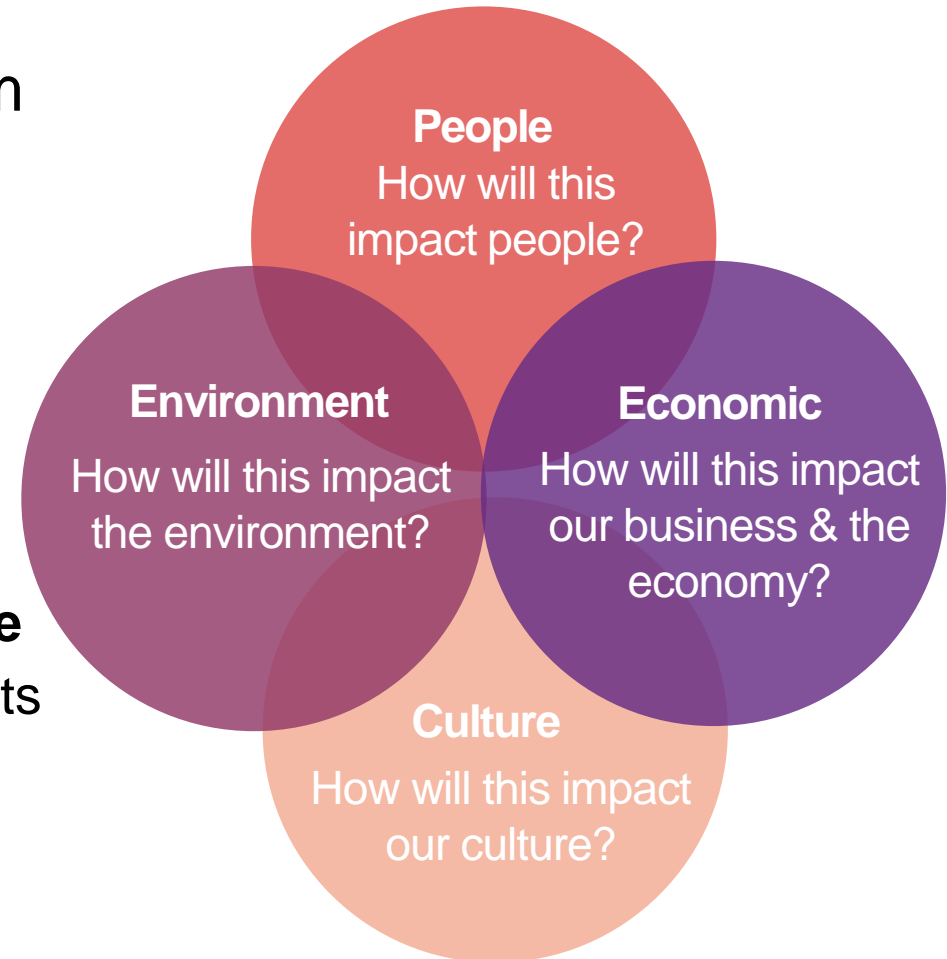 People
How will this
impact people?
Environment
How will this impact
the environment?
Economic
How will this impact
our business & the
economy?
ts
Culture
How will this impact
our culture?